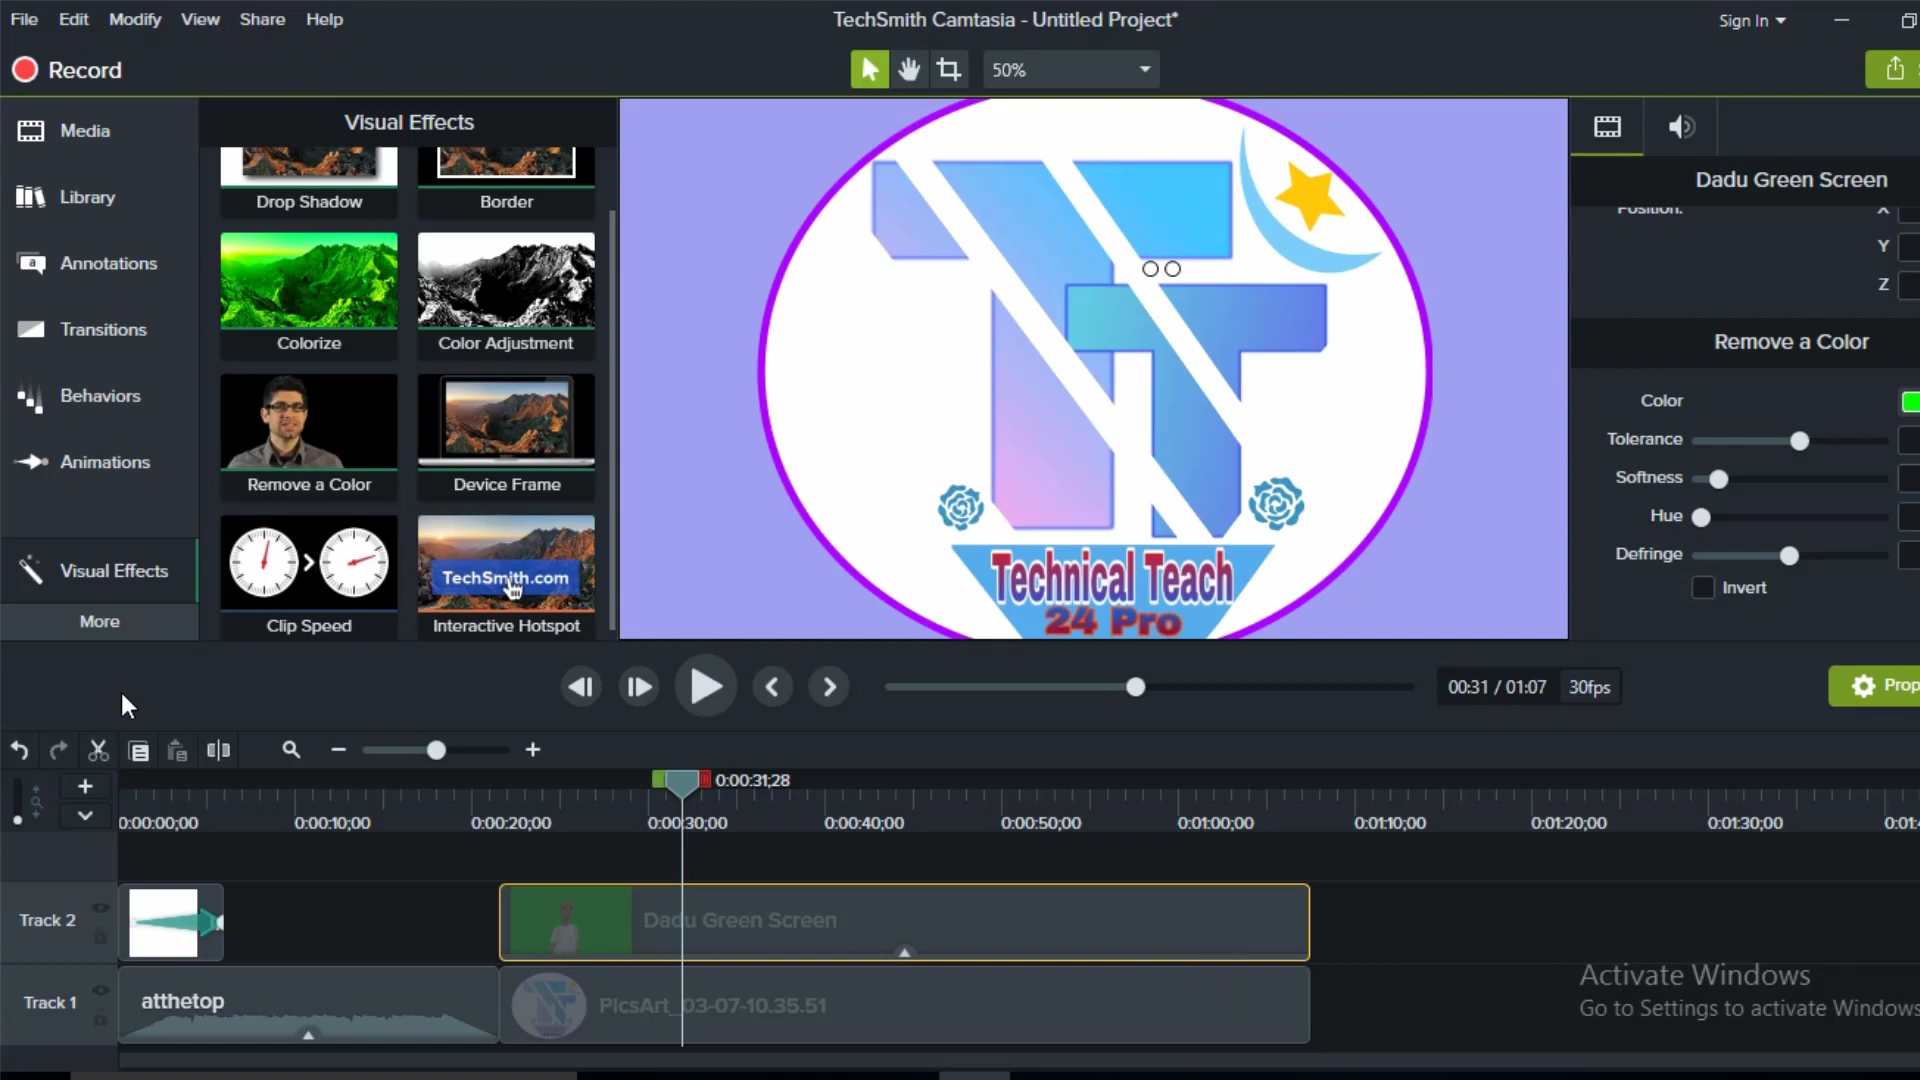 File Edit Modify View Share Help
TechSmith Camtasia - Untitled Project*
Sign In
Record
50%
Media
Library
Annotations
Transitions
Behaviors
Animations
Visual Effects
More
Visual Effects
Drop Shadow
Border
Colorize
Color Adjustment
Remove a Color
Device Frame
TechSmith.com
Clip Speed
Interactive Hotspot
Technical Teach
24 Pro
Dadu Green Screen
Position:
X
Y
Z
Remove a Color
Color
Tolerance
Softness
Hue
Defringe
Invert
00:31 / 01:07
30fps
Prop
0:00:31;28
0:00:00;00
0:00:10;00
0:00:20;00
0:00:30;00
0:00:40;00
0:00:50;00
0:01:00;00
0:01:10;00
0:01:20;00
0:01:30;00
0:01:4
Track 2
Dadu Green Screen
Track 1
atthetop
PicsArt_03-07-10.35.51
Activate Windows
Go to Settings to activate Windows